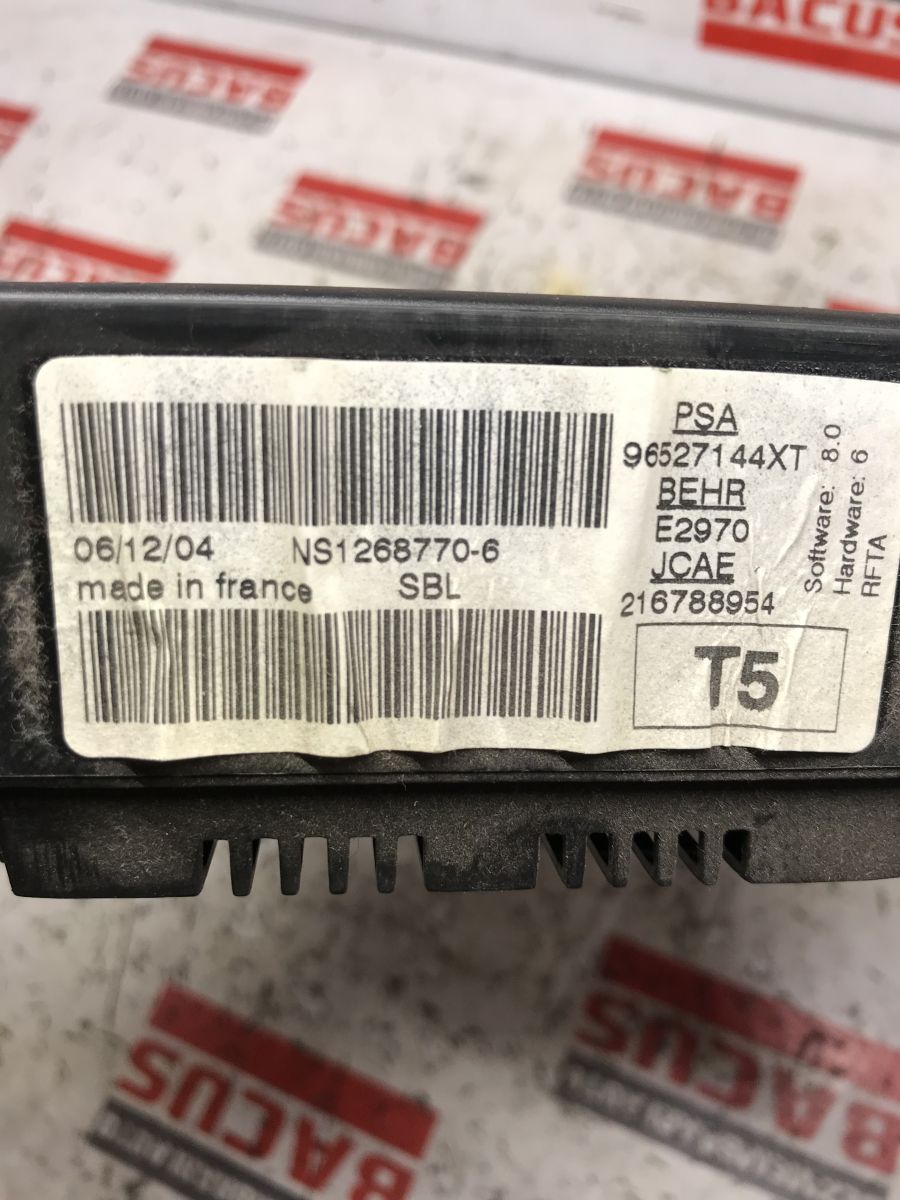 BACUS
BACUS
BACUS
BACUS
PSA
96527144XT
BEHR
E2970
JCAE
216788954
T5
Software: 8.0
Hardware: 6
RFTA
06/12/04 NS1268770-6
made in france SBL
BACUS
BACUS